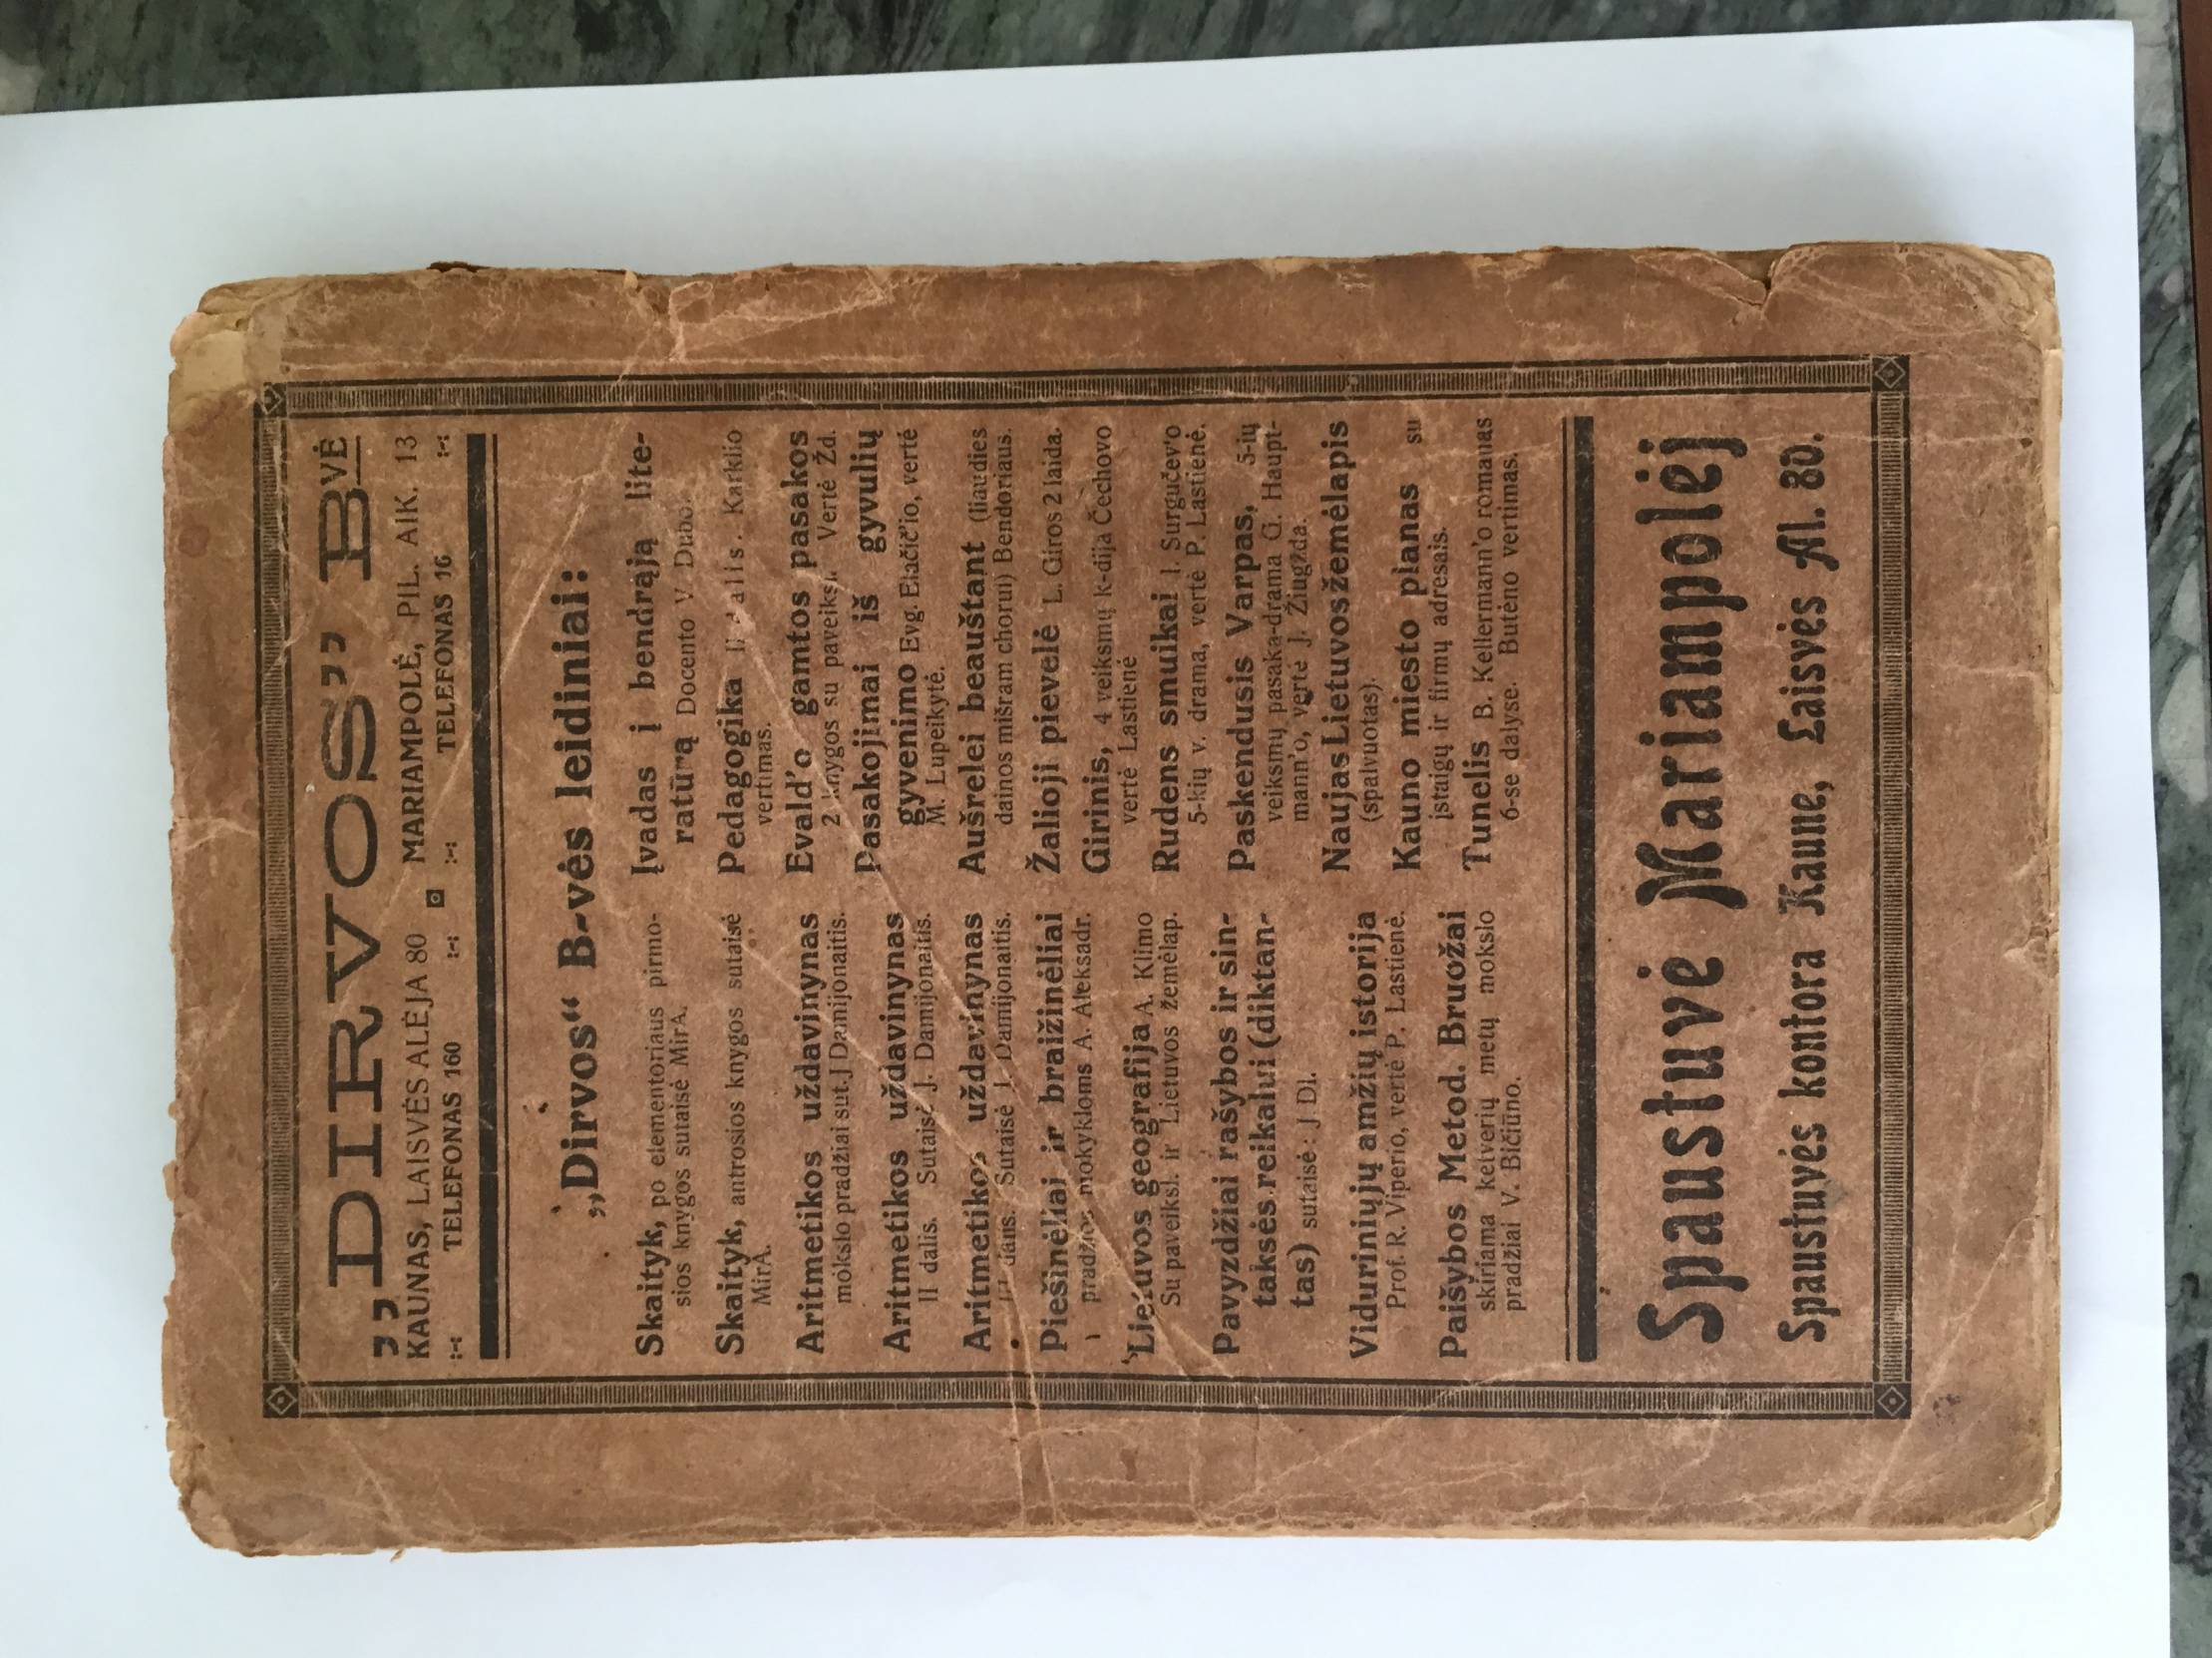 „DIRVOS” BVĖ
KAUNAS, LAISVĖS ALĖJA 80 MARIAMPOLĖ, PIL. AIK. 13
:-: TELEFONAS 160 :-: :-: TELEFONAS 16 :-:
„Dirvos“ B-vės leidiniai:
Skaityk, po elementoriaus pirmo-
sios knygos sutaisė MirA.
Skaityk, antrosios knygos sutaisė
MirA.
Aritmetikos uždavinynas
mokslo pradžiai sut. J Damijonaitis.
Aritmetikos uždavinynas
II dalis. Sutaisė J. Damijonaitis.
Aritmetikos uždavinynas
Sutaisė J. Damijonaitis.
Piešinėliai ir braižinėliai
pradžios mokykloms A. Aleksadr.
Lietuvos geografija A. Klimo
Su paveiksl. ir Lietuvos žemėlap.
Pavyzdžiai rašybos ir sin-
taksės reikalui (diktan-
tas) sutaisė: J Dl.
Viduriniųjų amžių istorija
Prof. R. Viperio, vertė P. Lastienė.
Paišybos Metod. Bruožai
skiriama ketverių metų mokslo
pradžiai V. Bičiūno.
Įvadas į bendrąją lite-
ratūrą Docento V. Dubo.
Pedagogika II dalis. Karklio
vertimas.
Evald'o gamtos pasakos
2 knygos su paveiksl. Vertė Žd.
Pasakojimai iš gyvulių
gyvenimo Evg. Elačič'io, vertė
M. Lupeikytė.
Aušrelei beauštant (liaudies
dainos mišram chorui) Bendoriaus.
Žalioji pievelė L. Giros 2 laida.
Girinis, 4 veiksmų k-dija Čechovo
vertė Lastienė
Rudens smuikai I. Surgučev'o
5-kių v. drama, vertė P. Lastienė.
Paskendusis Varpas, 5-ių
veiksmų pasaka-drama G. Haupt-
mann'o, vertė J. Žiugžda.
Naujas Lietuvos žemėlapis
(spalvuotas).
Kauno miesto planas su
įstaigų ir firmų adresais.
Tunelis B. Kellermann'o romanas
6-se dalyse. Butėno vertimas.
Spaustuvė Mariampolėj
Spaustuvės kontora Kaune, Laisvės Al. 80.